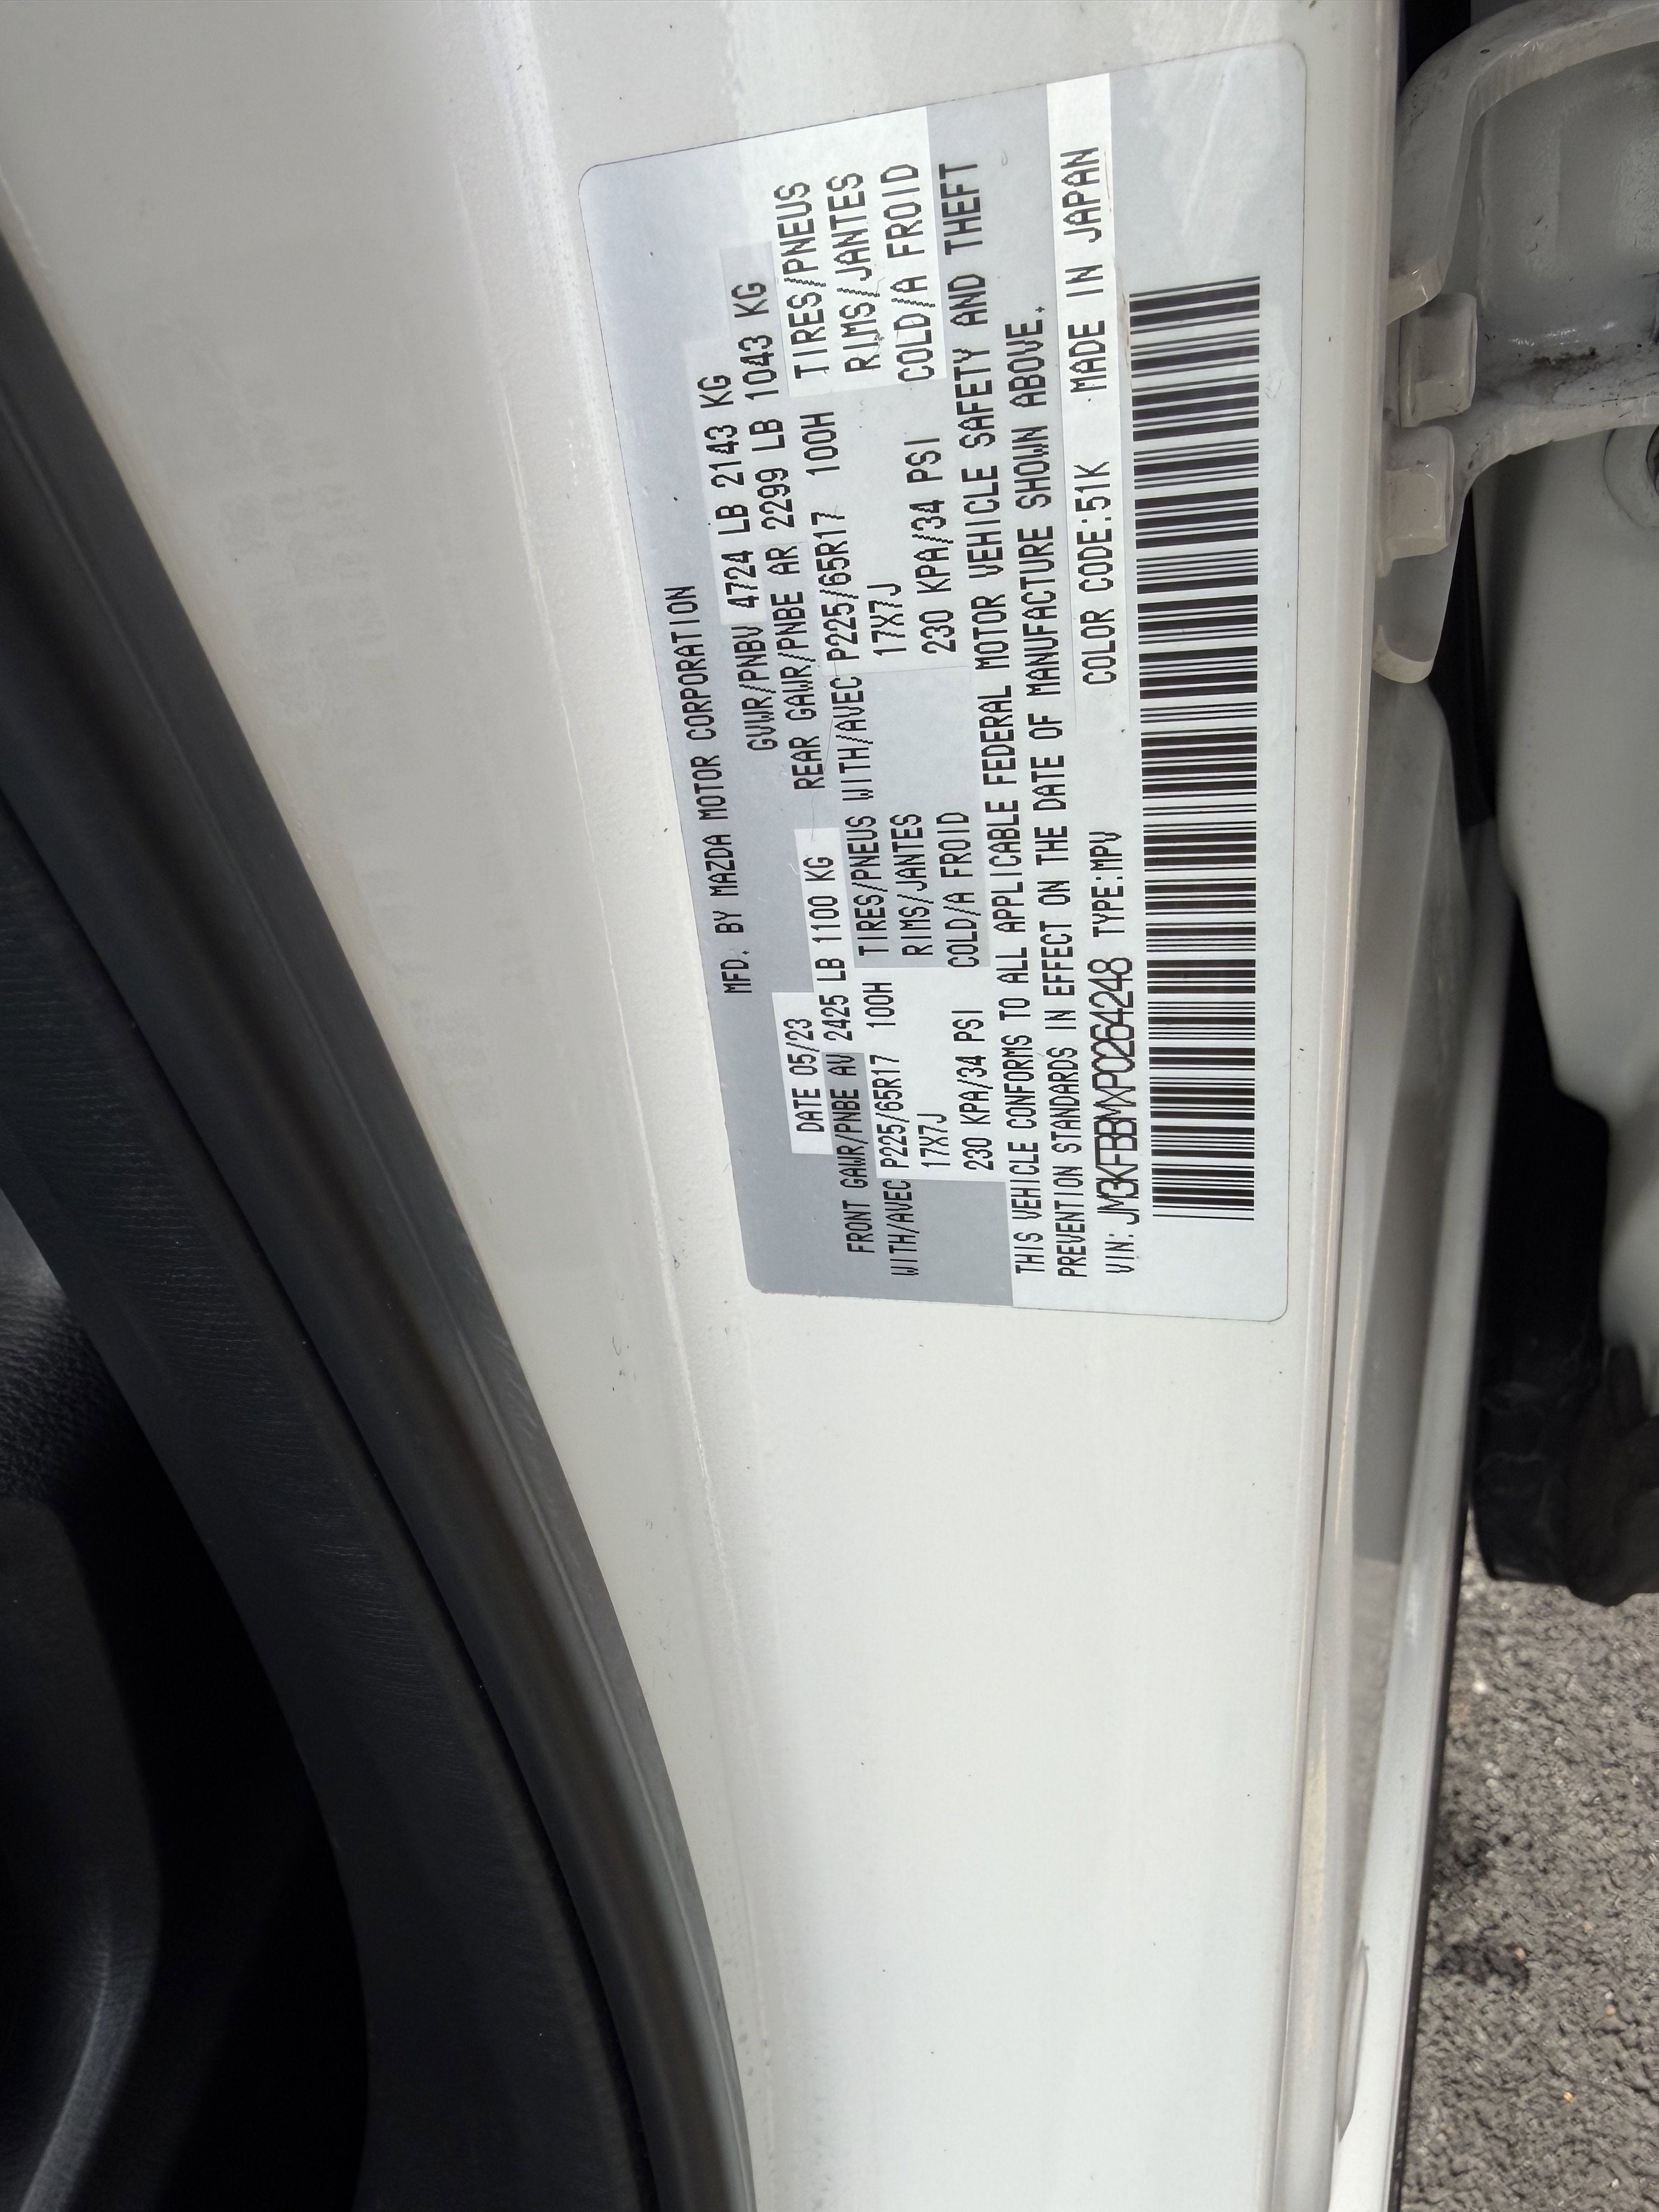 MFD. BY MAZDA MOTOR CORPORATION
DATE 05/23 GVWR/PNBV 4724 LB 2143 KG
FRONT GAWR/PNBE AV 2425 LB 1100 KG REAR GAWR/PNBE AR 2299 LB 1043 KG
WITH/AVEC P225/65R17 100H TIRES/PNEUS WITH/AVEC P225/65R17 100H TIRES/PNEUS
17X7J RIMS/JANTES 17X7J RIMS/JANTES
230 KPA/34 PSI COLD/A FROID 230 KPA/34 PSI COLD/A FROID
THIS VEHICLE CONFORMS TO ALL APPLICABLE FEDERAL MOTOR VEHICLE SAFETY AND THEFT
PREVENTION STANDARDS IN EFFECT ON THE DATE OF MANUFACTURE SHOWN ABOVE.
VIN: JM3KFBBMXP0264248 TYPE:MPV COLOR CODE:51K MADE IN JAPAN